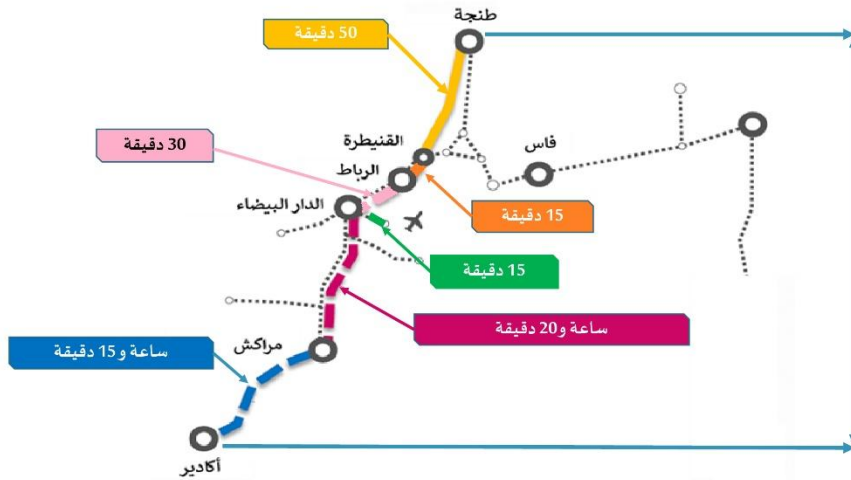 طنجة
50 دقيقة
القنيطرة
30 دقيقة
الرباط
فاس
الدار البيضاء
15 دقيقة
15 دقيقة
ساعة و20 دقيقة
مراكش
ساعة و15 دقيقة
أكادير